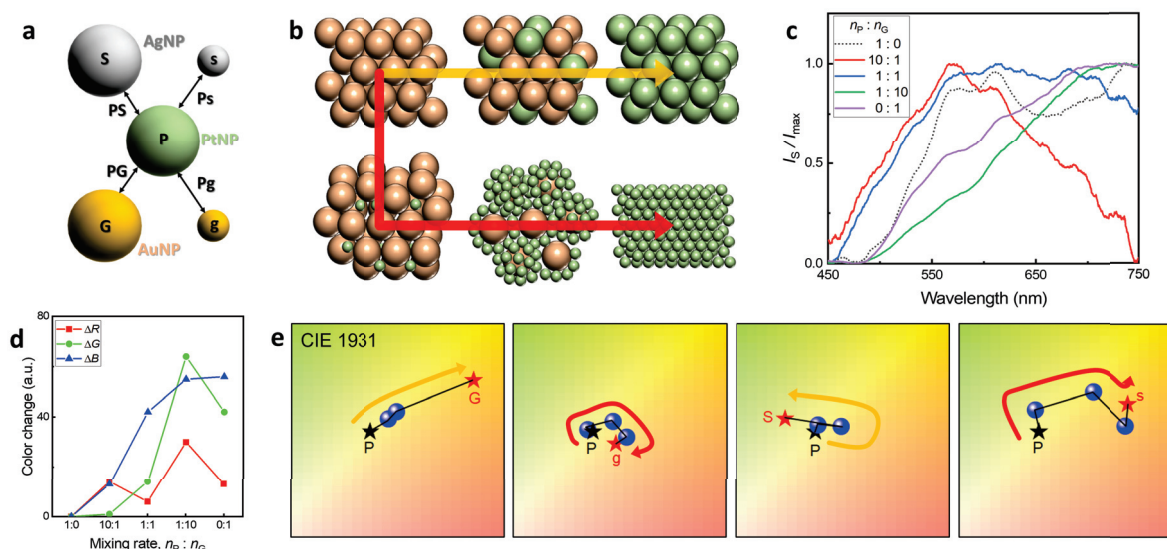 a
AgNP
S
s
PS
Ps
P
PtNP
PG
Pg
G
g
AuNP
b
c
nP : nG
1 : 0
10 : 1
1 : 1
1 : 10
0 : 1
1.0
0.5
0
IS / Imax
450
550
650
750
Wavelength (nm)
d
80
40
0
ΔR
ΔG
ΔB
Color change (a.u.)
1:0
10:1
1:1
1:10
0:1
Mixing rate, nP : nG
e
CIE 1931
G
P
P
g
S
P
s
P